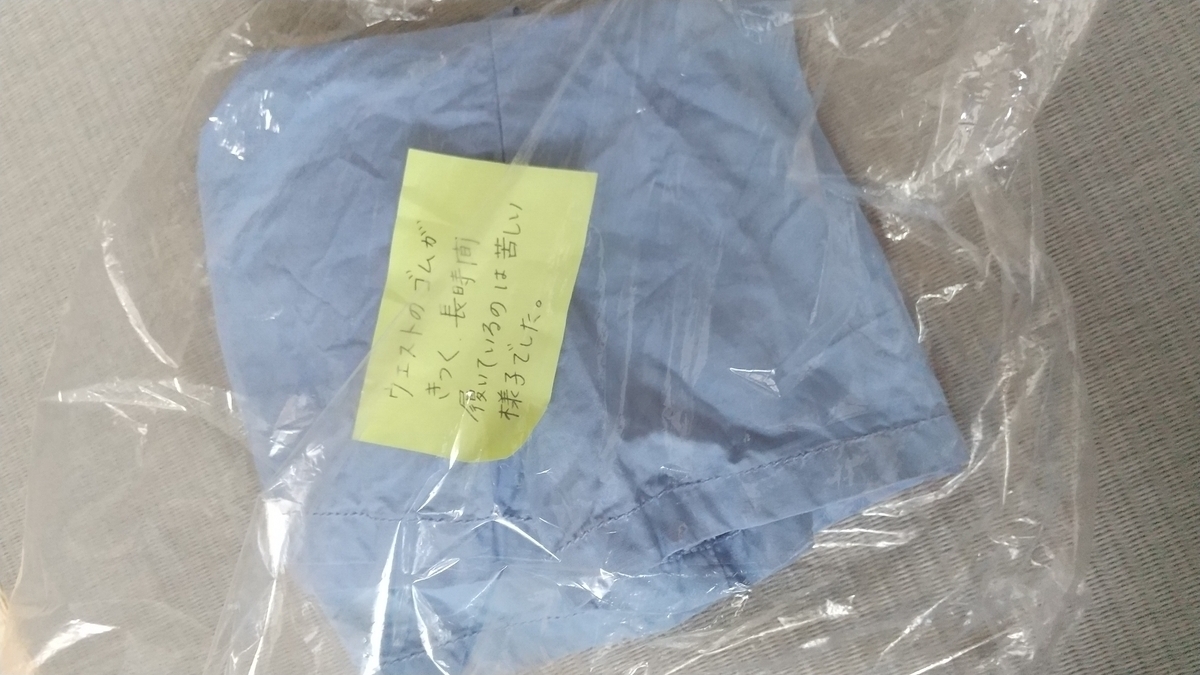 ウエストのゴムが
きつく、長時間
履いているのは苦しい
様子でした。